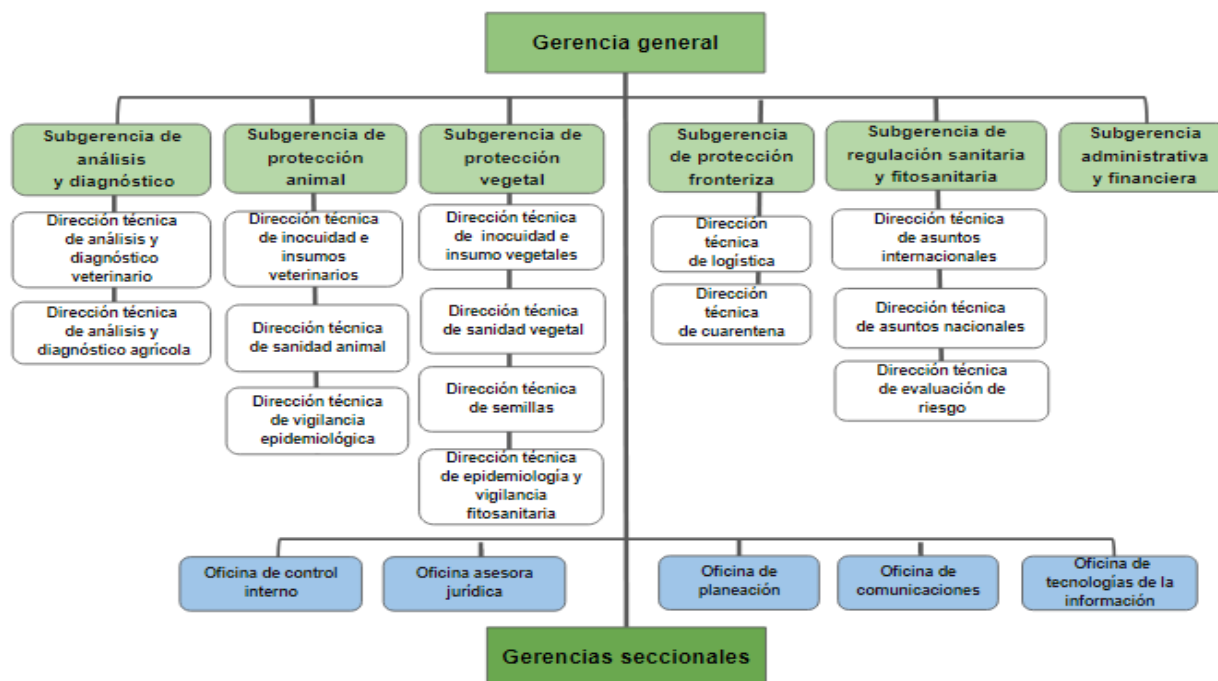 Gerencia general
Subgerencia de
análisis
y diagnóstico
Subgerencia de
protección
animal
Subgerencia de
protección
vegetal
Subgerencia
de protección
fronteriza
Subgerencia de
regulación sanitaria
y fitosanitaria
Subgerencia
administrativa
y financiera
Dirección técnica
de análisis y
diagnóstico
veterinario
Dirección técnica
de análisis y
diagnóstico agrícola
Dirección técnica
de inocuidad e
insumos
veterinarios
Dirección técnica
de sanidad animal
Dirección técnica
de vigilancia
epidemiológica
Dirección técnica
de inocuidad e
insumo vegetales
Dirección técnica
de sanidad vegetal
Dirección técnica
de semillas
Dirección técnica
de epidemiología y
vigilancia
fitosanitaria
Dirección
técnica
de logística
Dirección
técnica
de cuarentena
Dirección técnica
de asuntos
internacionales
Dirección técnica
de asuntos nacionales
Dirección técnica
de evaluación de
riesgo
Oficina de control
interno
Oficina asesora
jurídica
Oficina de
planeación
Oficina de
comunicaciones
Oficina de
tecnologías de la
información
Gerencias seccionales